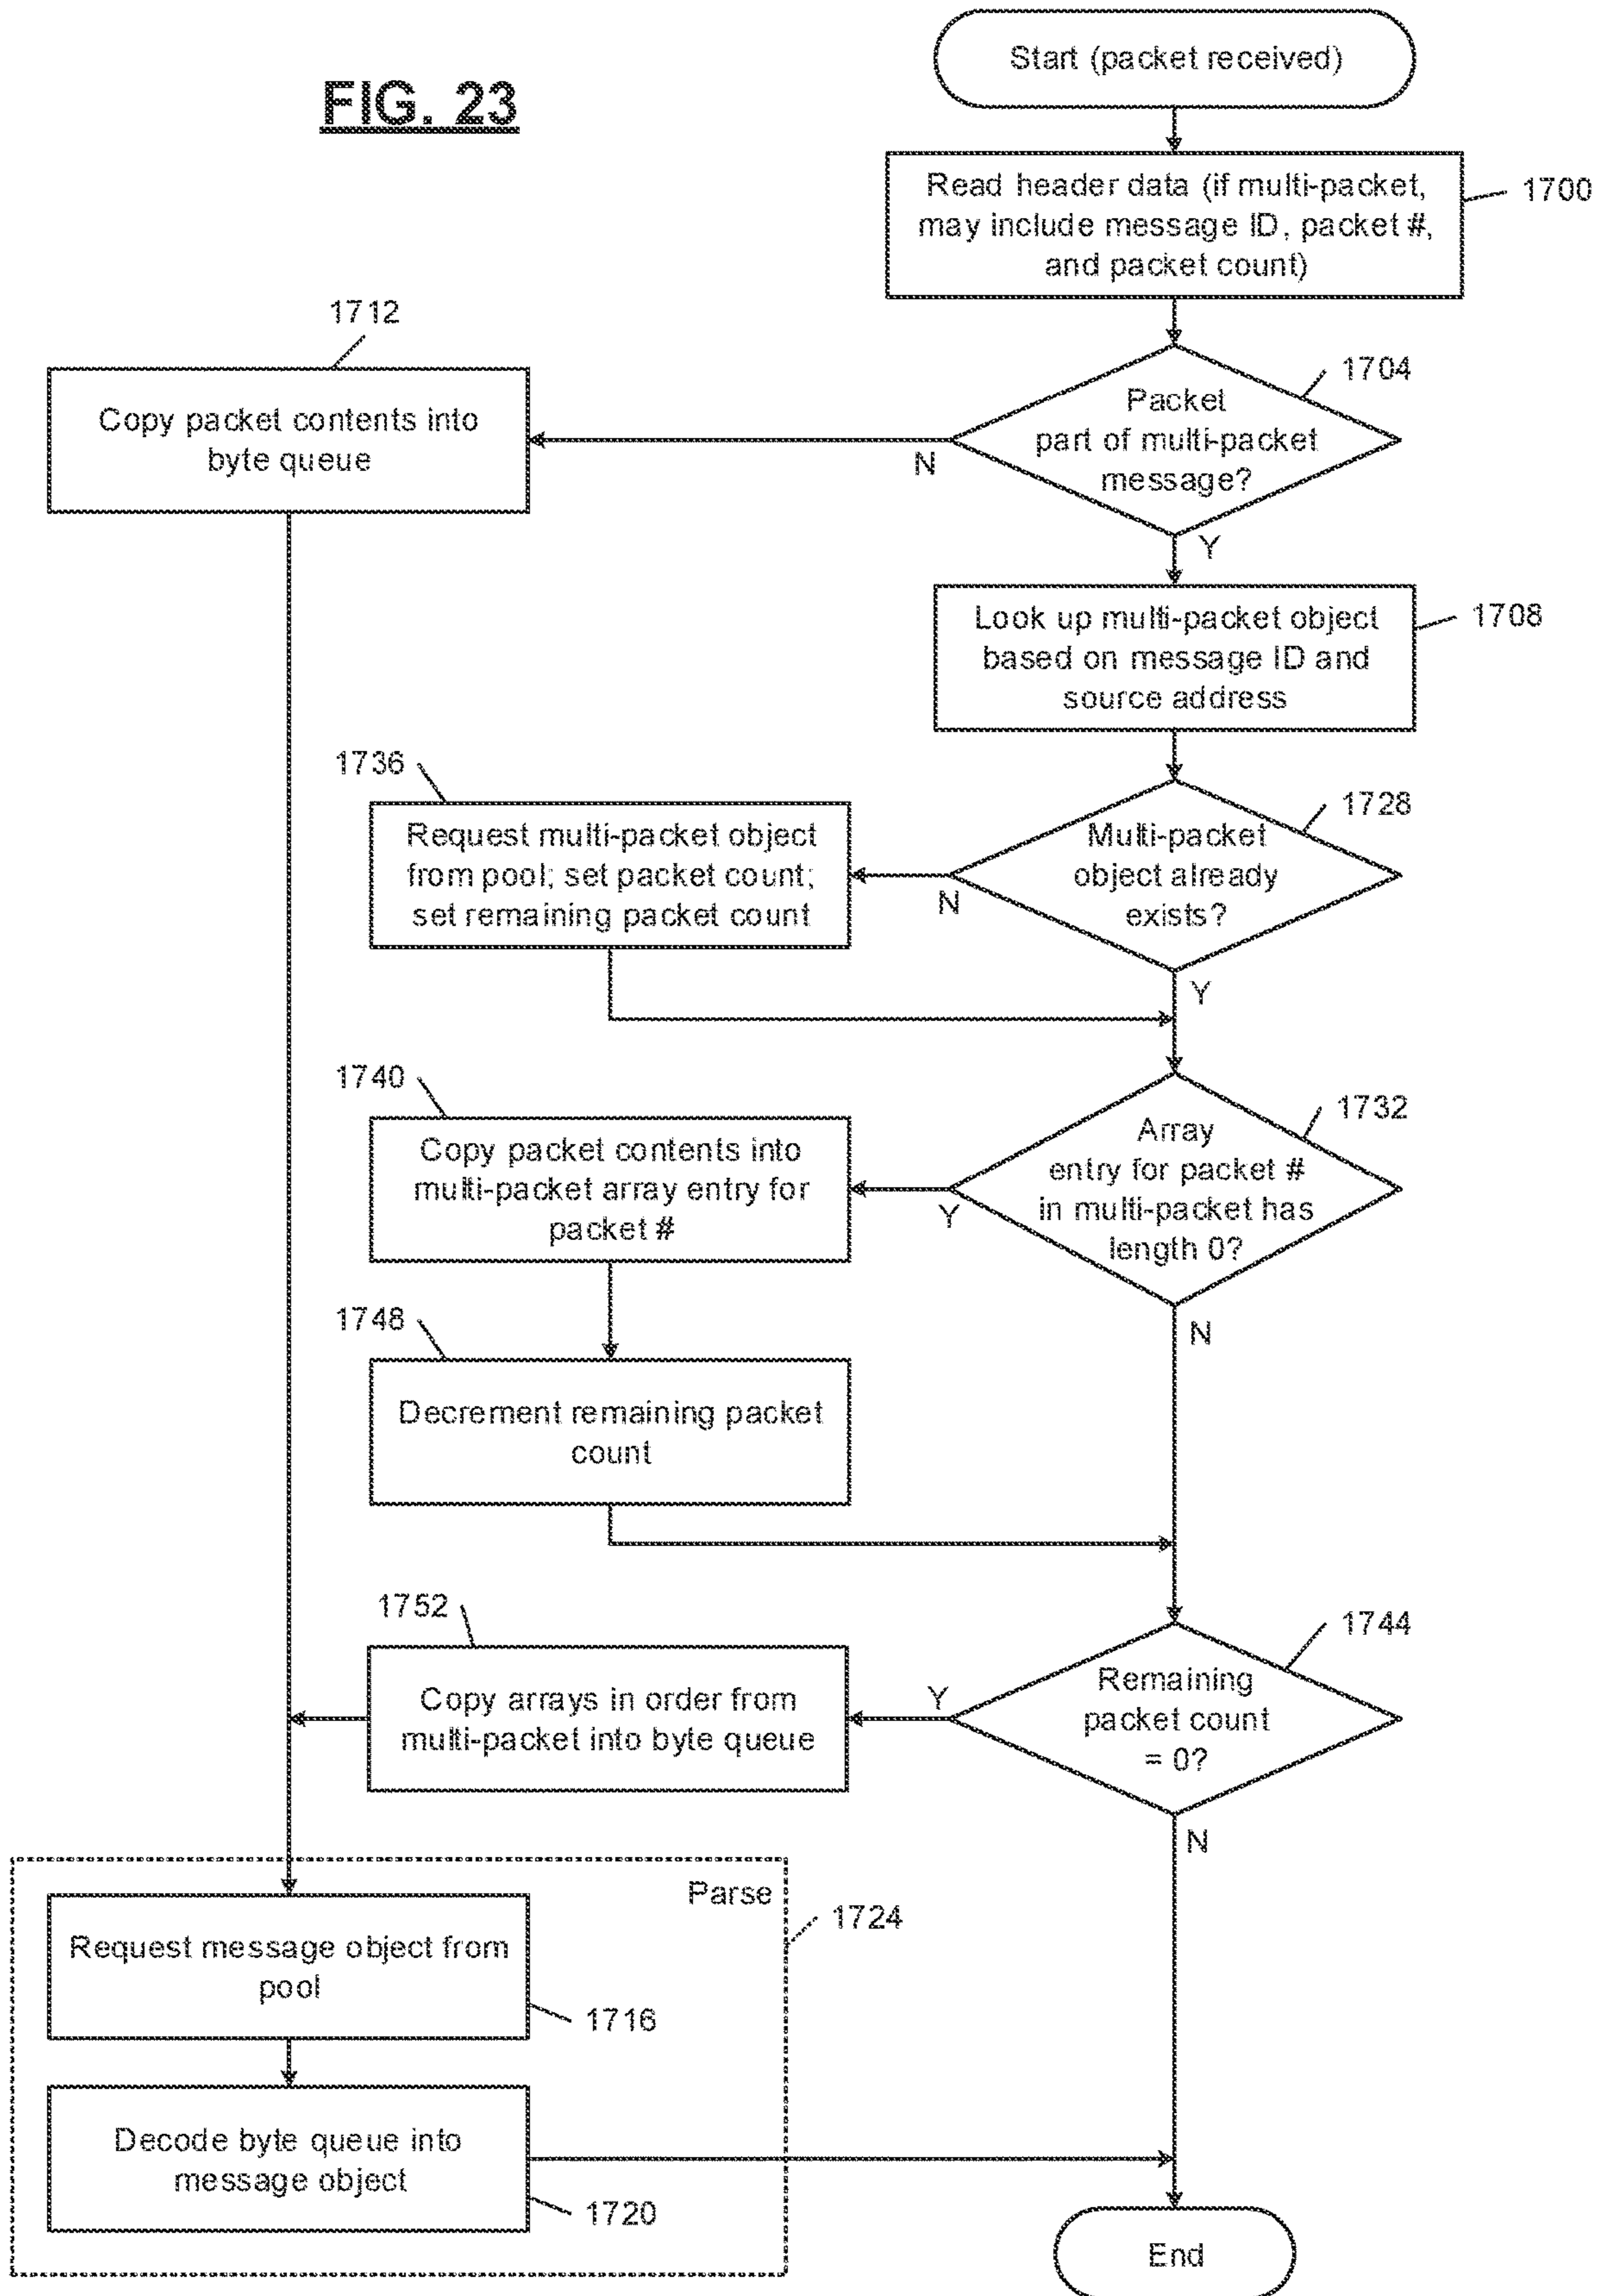 FIG. 23
Start (packet received)
Read header data (if multi-packet,
may include message ID, packet #,
and packet count)
1700
1712
Copy packet contents into
byte queue
1704
Packet
part of multi-packet
message?
N
Y
Look up multi-packet object
based on message ID and
source address
1708
1736
Request multi-packet object
from pool; set packet count;
set remaining packet count
1728
Multi-packet
object already
exists?
N
Y
1740
Copy packet contents into
multi-packet array entry for
packet #
1732
Array
entry for packet #
in multi-packet has
length 0?
Y
N
1748
Decrement remaining packet
count
1752
Copy arrays in order from
multi-packet into byte queue
1744
Remaining
packet count
= 0?
Y
N
Parse
1724
Request message object from
pool
1716
Decode byte queue into
message object
1720
End